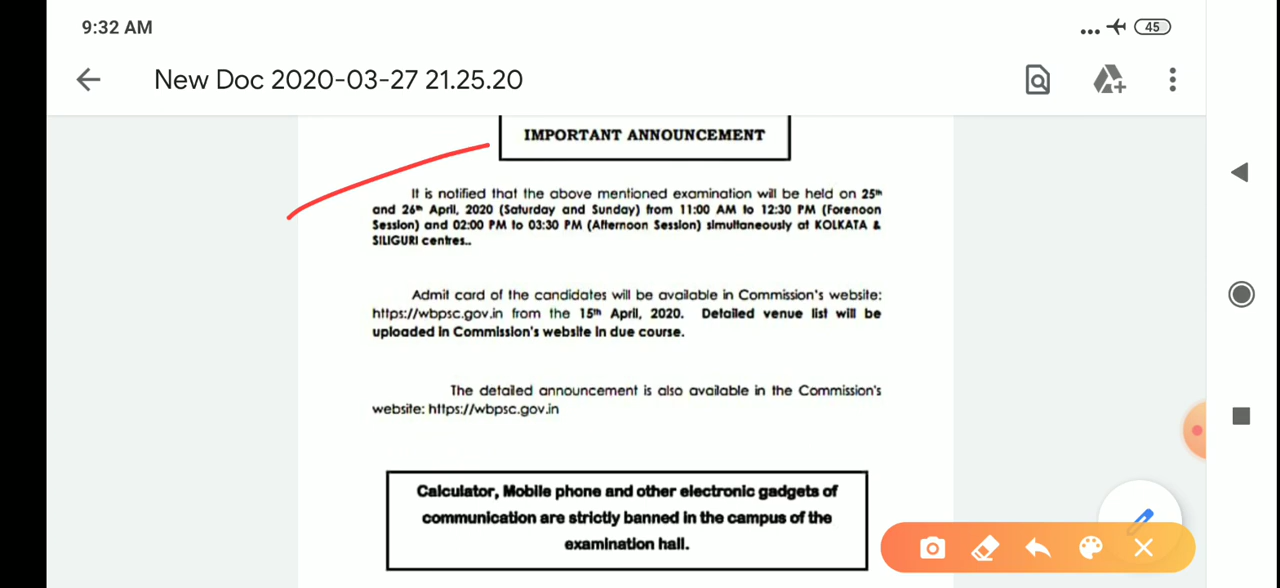 9:32 AM
45
New Doc 2020-03-27 21.25.20
IMPORTANT ANNOUNCEMENT
It is notified that the above mentioned examination will be held on 25th
and 26th April, 2020 (Saturday and Sunday) from 11:00 AM to 12:30 PM (Forenoon
Session) and 02:00 PM to 03:30 PM (Afternoon Session) simultaneously at KOLKATA &
SILIGURI centres..
Admit card of the candidates will be available in Commission's website:
https://wbpsc.gov.in from the 15th April, 2020. Detailed venue list will be
uploaded in Commission's website in due course.
The detailed announcement is also available in the Commission's
website: https://wbpsc.gov.in
Calculator, Mobile phone and other electronic gadgets of
communication are strictly banned in the campus of the
examination hall.